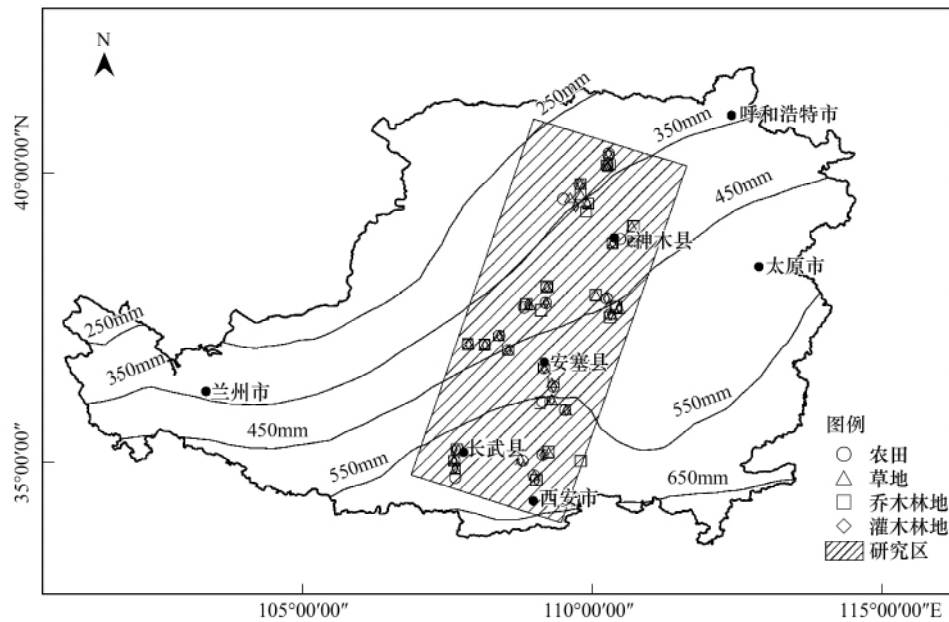 N
250mm
350mm
呼和浩特市
40°00′00″N
450mm
神木县
太原市
250mm
350mm
兰州市
安塞县
550mm
450mm
图例
农田
550mm
长武县
草地
35°00′00″
650mm
乔木林地
西安市
灌木林地
研究区
105°00′00″
110°00′00″
115°00′00″E